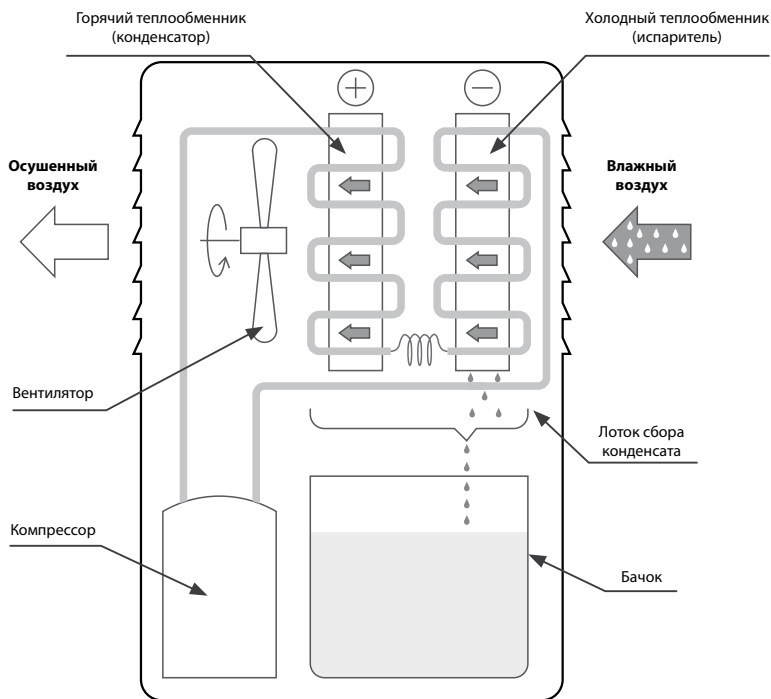 Горячий теплообменник
(конденсатор)
Холодный теплообменник
(испаритель)
Осушенный
воздух
Влажный
воздух
Вентилятор
Лоток сбора
конденсата
Компрессор
Бачок